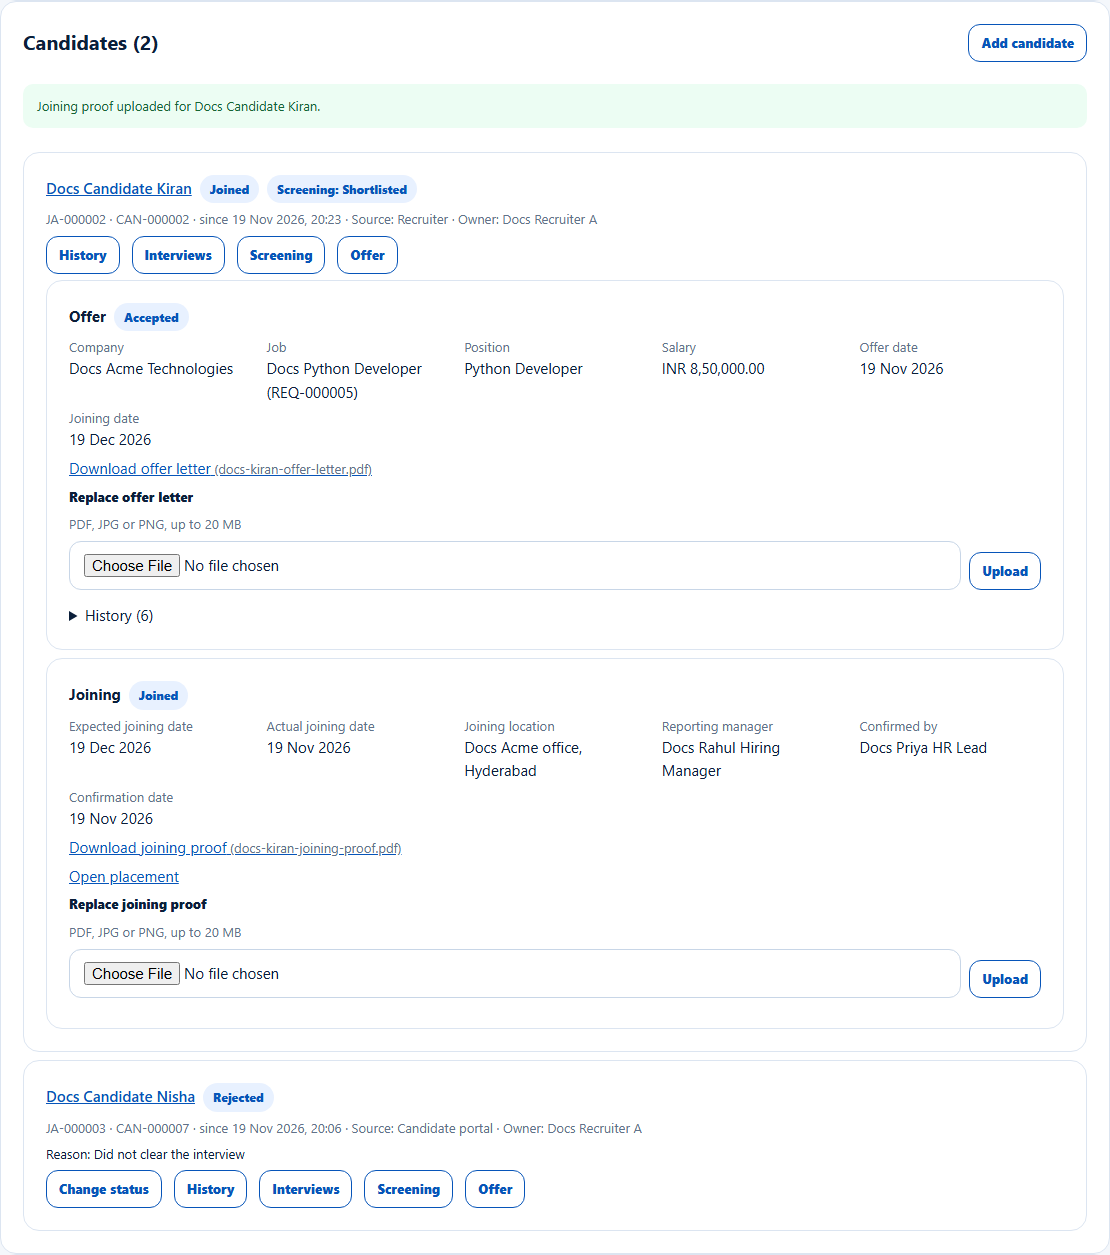 Candidates (2)
Add candidate
Joining proof uploaded for Docs Candidate Kiran.
Docs Candidate Kiran Joined Screening: Shortlisted
JA-000002 · CAN-000002 · since 19 Nov 2026, 20:23 · Source: Recruiter · Owner: Docs Recruiter A
History Interviews Screening Offer
Offer Accepted
Company Job Position Salary Offer date
Docs Acme Technologies Docs Python Developer Python Developer INR 8,50,000.00 19 Nov 2026
(REQ-000005)
Joining date
19 Dec 2026
Download offer letter (docs-kiran-offer-letter.pdf)
Replace offer letter
PDF, JPG or PNG, up to 20 MB
Choose File No file chosen
Upload
History (6)
Joining Joined
Expected joining date Actual joining date Joining location Reporting manager Confirmed by
19 Dec 2026 19 Nov 2026 Docs Acme office, Docs Rahul Hiring Docs Priya HR Lead
Hyderabad Manager
Confirmation date
19 Nov 2026
Download joining proof (docs-kiran-joining-proof.pdf)
Open placement
Replace joining proof
PDF, JPG or PNG, up to 20 MB
Choose File No file chosen
Upload
Docs Candidate Nisha Rejected
JA-000003 · CAN-000007 · since 19 Nov 2026, 20:06 · Source: Candidate portal · Owner: Docs Recruiter A
Reason: Did not clear the interview
Change status History Interviews Screening Offer